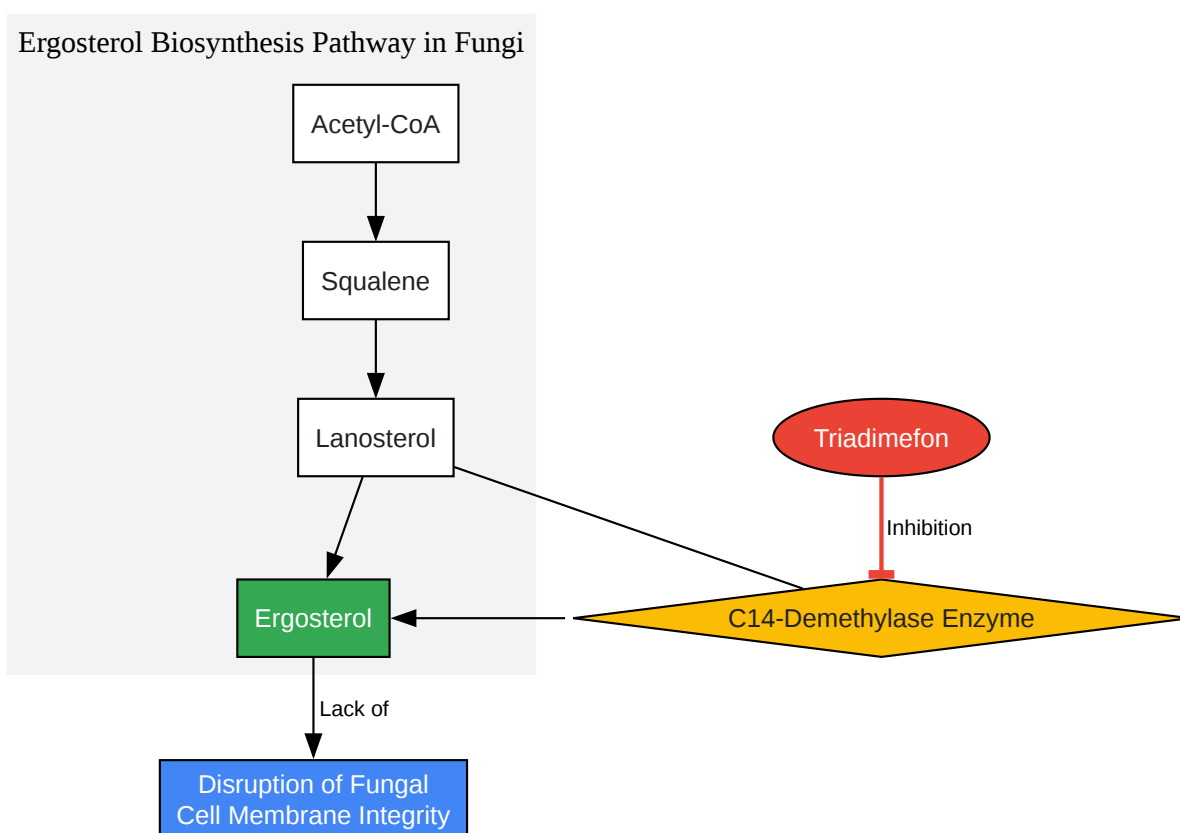 Ergosterol Biosynthesis Pathway in Fungi
Acetyl-CoA
Squalene
Lanosterol
Triadimefon
Inhibition
Ergosterol
C14-Demethylase Enzyme
Lack of
Disruption of Fungal
Cell Membrane Integrity